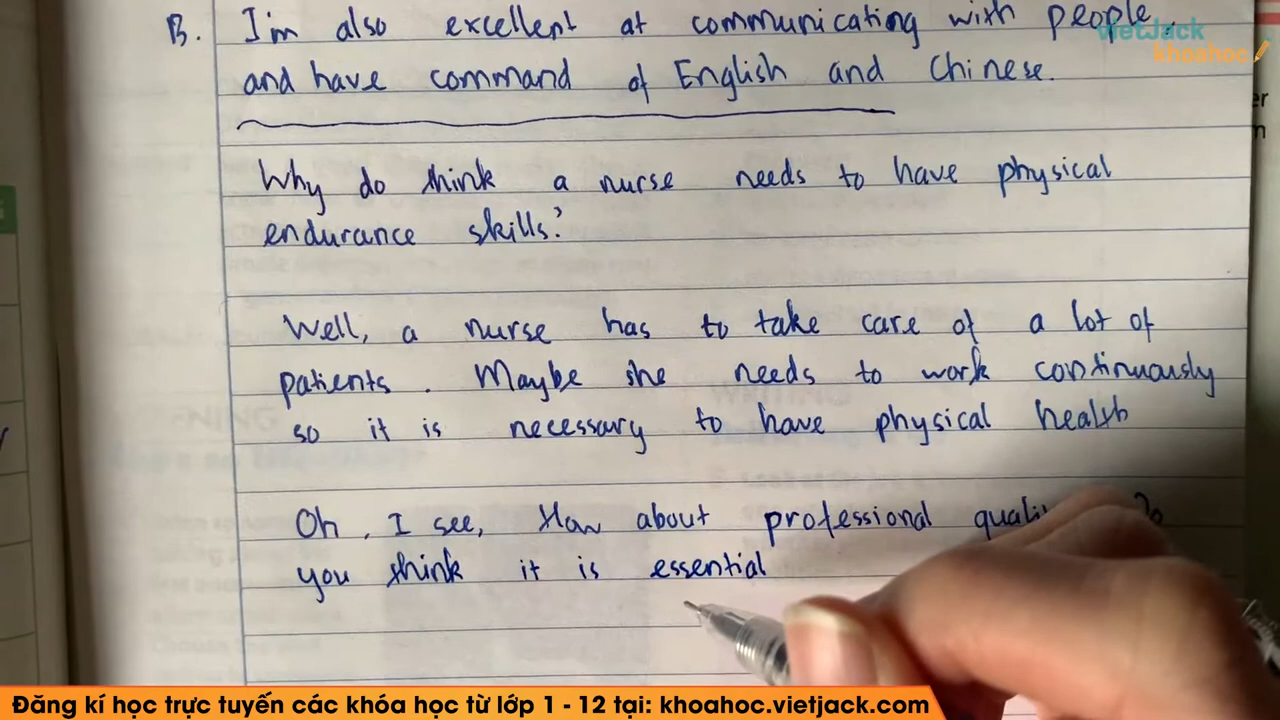 B. I'm also excellent at communicating with people,
and have command of English and Chinese.
Why do think a nurse needs to have physical
endurance skills?
Well, a nurse has to take care of a lot of
patients. Maybe she needs to work continuously
so it is necessary to have physical health
Oh, I see, How about professional
you think it is essential
vietJack
khoahoc
Đăng kí học trực tuyến các khóa học từ lớp 1 - 12 tại: khoahoc.vietjack.com